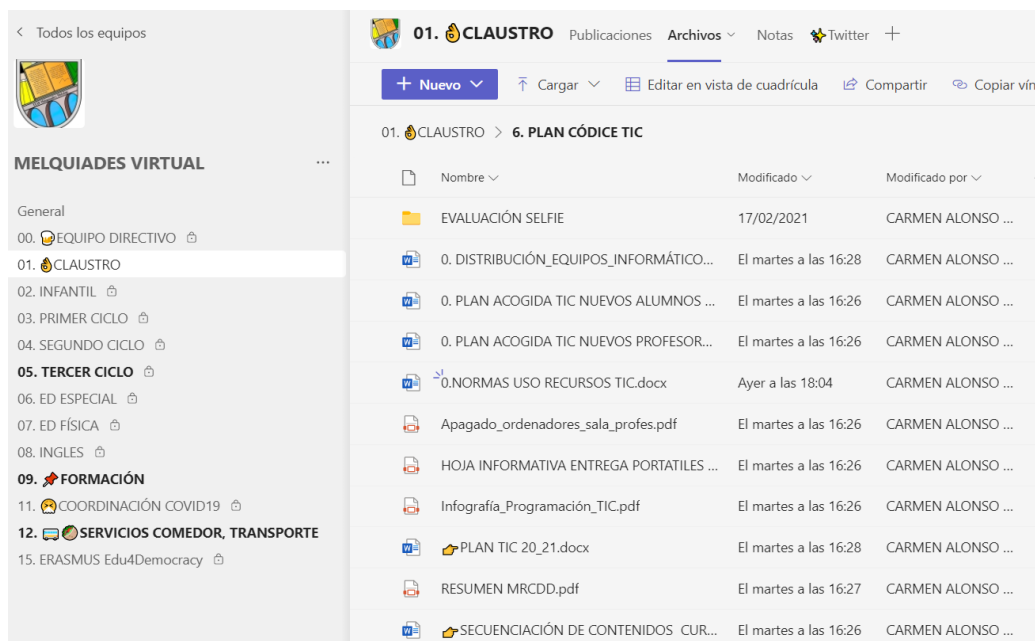 Todos los equipos
MELQUIADES VIRTUAL ...
General
00. 🍺EQUIPO DIRECTIVO
01. 👌CLAUSTRO
02. INFANTIL
03. PRIMER CICLO
04. SEGUNDO CICLO
05. TERCER CICLO
06. ED ESPECIAL
07. ED FÍSICA
08. INGLES
09. 📌FORMACIÓN
11. 😷COORDINACIÓN COVID19
12. 🚍🥙SERVICIOS COMEDOR, TRANSPORTE
15. ERASMUS Edu4Democracy
01. 👌CLAUSTRO Publicaciones Archivos Notas ✨Twitter +
+ Nuevo Cargar Editar en vista de cuadrícula Compartir Copiar vín
01. 👌CLAUSTRO > 6. PLAN CÓDICE TIC
Nombre Modificado Modificado por
EVALUACIÓN SELFIE 17/02/2021 CARMEN ALONSO ...
0. DISTRIBUCIÓN_EQUIPOS_INFORMÁTICO... El martes a las 16:28 CARMEN ALONSO ...
0. PLAN ACOGIDA TIC NUEVOS ALUMNOS ... El martes a las 16:26 CARMEN ALONSO ...
0. PLAN ACOGIDA TIC NUEVOS PROFESOR... El martes a las 16:26 CARMEN ALONSO ...
0.NORMAS USO RECURSOS TIC.docx Ayer a las 18:04 CARMEN ALONSO ...
Apagado_ordenadores_sala_profes.pdf El martes a las 16:26 CARMEN ALONSO ...
HOJA INFORMATIVA ENTREGA PORTATILES ... El martes a las 16:26 CARMEN ALONSO ...
Infografía_Programación_TIC.pdf El martes a las 16:26 CARMEN ALONSO ...
👉PLAN TIC 20_21.docx El martes a las 16:28 CARMEN ALONSO ...
RESUMEN MRCDD.pdf El martes a las 16:27 CARMEN ALONSO ...
👉SECUENCIACIÓN DE CONTENIDOS CUR... El martes a las 16:26 CARMEN ALONSO ...